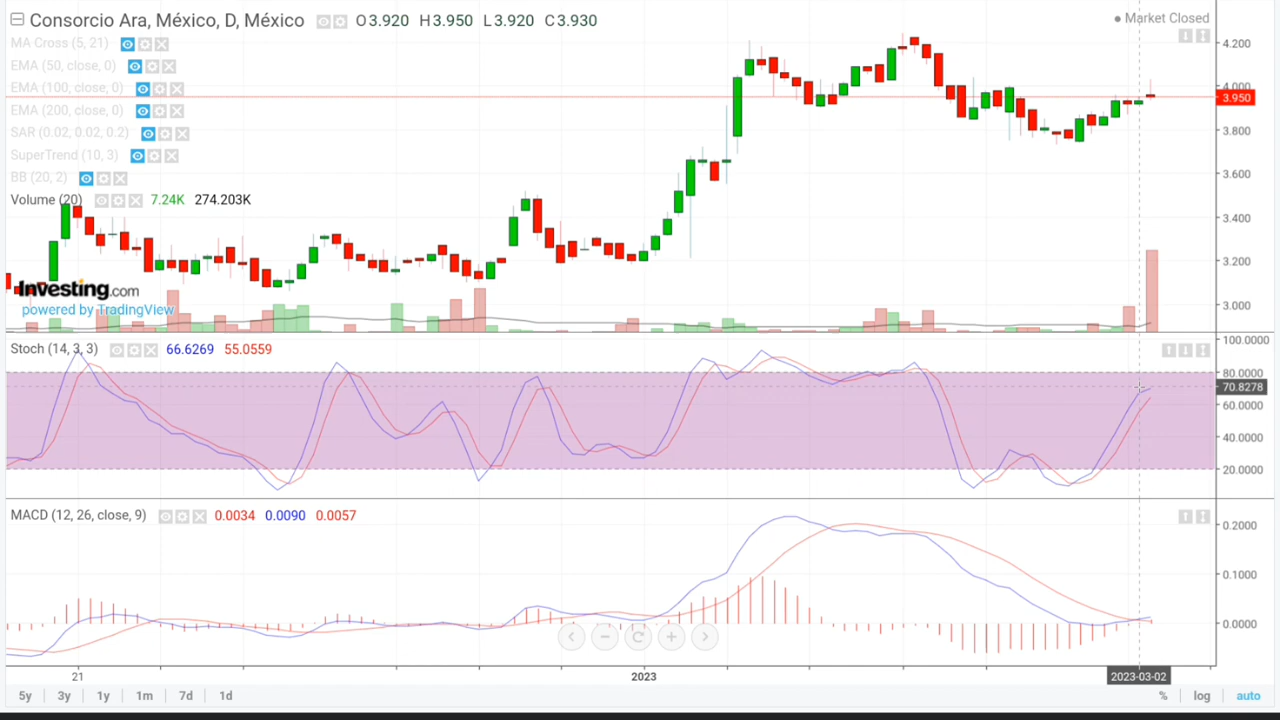 Consorcio Ara, México, D, México O 3.920 H 3.950 L 3.920 C 3.930
Market Closed
MA Cross (5, 21)
EMA (50, close, 0)
EMA (100, close, 0)
EMA (200, close, 0)
SAR (0.02, 0.02, 0.2)
SuperTrend (10, 3)
BB (20, 2)
Volume (20) 7.24K 274.203K
4.200
4.000
3.950
3.800
3.600
3.400
3.200
3.000
Investing.com
powered by TradingView
Stoch (14, 3, 3) 66.6269 55.0559
100.0000
80.0000
70.8278
60.0000
40.0000
20.0000
MACD (12, 26, close, 9) 0.0034 0.0090 0.0057
0.2000
0.1000
0.0000
21 2023 2023-03-02
5y 3y 1y 1m 7d 1d % log auto